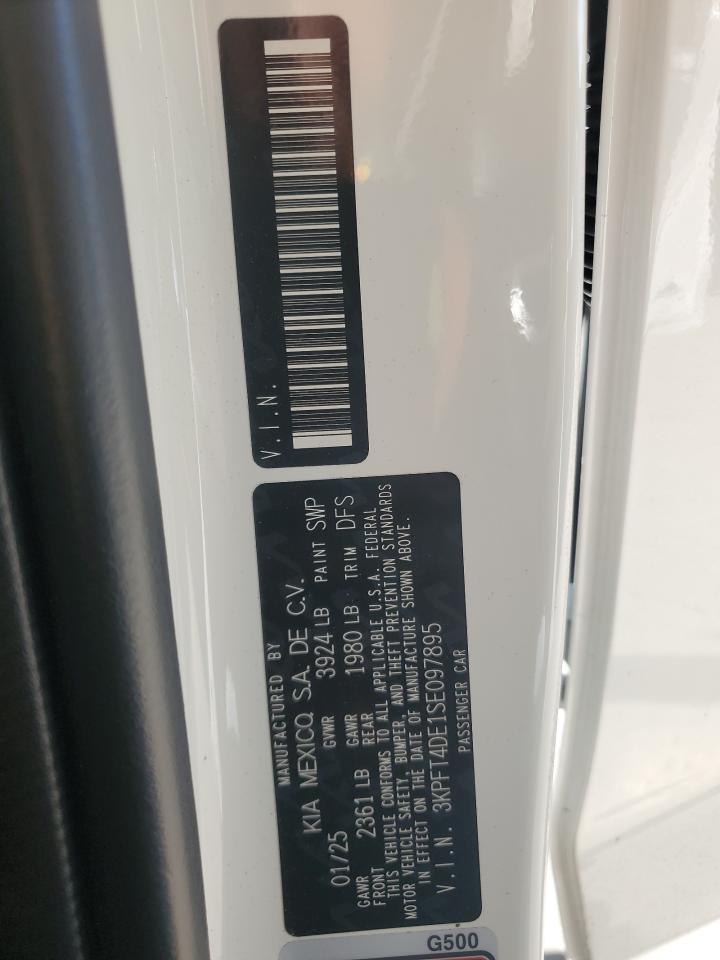 MANUFACTURED BY
KIA MEXICO, S.A. DE C.V.
01/25 GVWR 3924 LB PAINT SWP
GAWR FRONT 2361 LB GAWR REAR 1980 LB TRIM DFS
THIS VEHICLE CONFORMS TO ALL APPLICABLE U.S.A. FEDERAL
MOTOR VEHICLE SAFETY, BUMPER, AND THEFT PREVENTION STANDARDS
IN EFFECT ON THE DATE OF MANUFACTURE SHOWN ABOVE.
V.I.N. 3KPFT4DE1SE097895
PASSENGER CAR
V.I.N.
G500